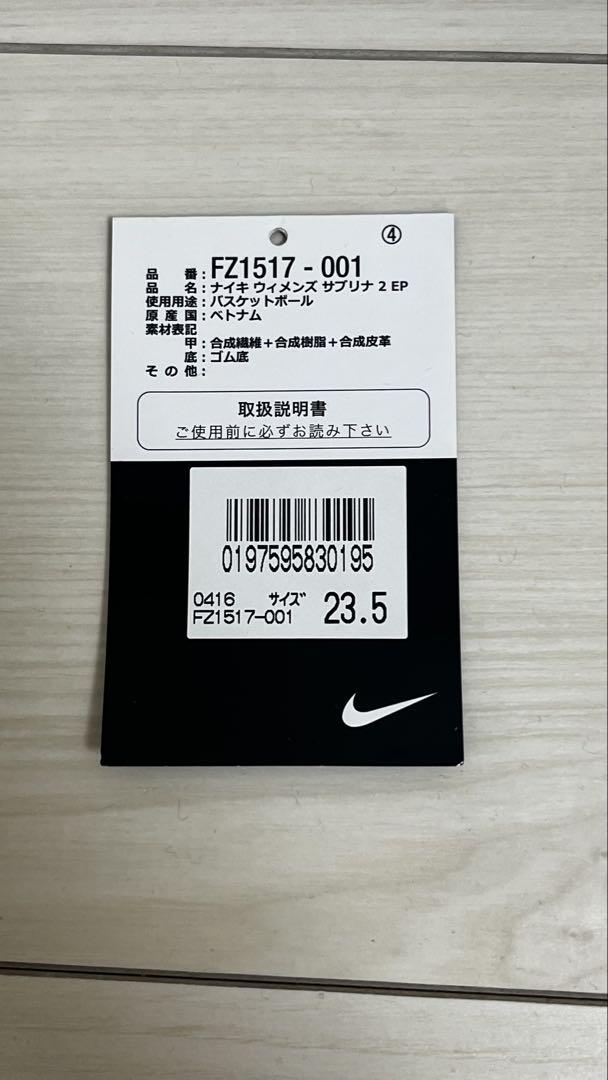 ④
品番:FZ1517-001
品名:ナイキ ウィメンズ サブリナ 2 EP
使用用途:バスケットボール
原産国:ベトナム
素材表記
甲:合成繊維+合成樹脂+合成皮革
底:ゴム底
その他:
取扱説明書
ご使用前に必ずお読み下さい
0197595830195
0416 サイズ 23.5
FZ1517-001